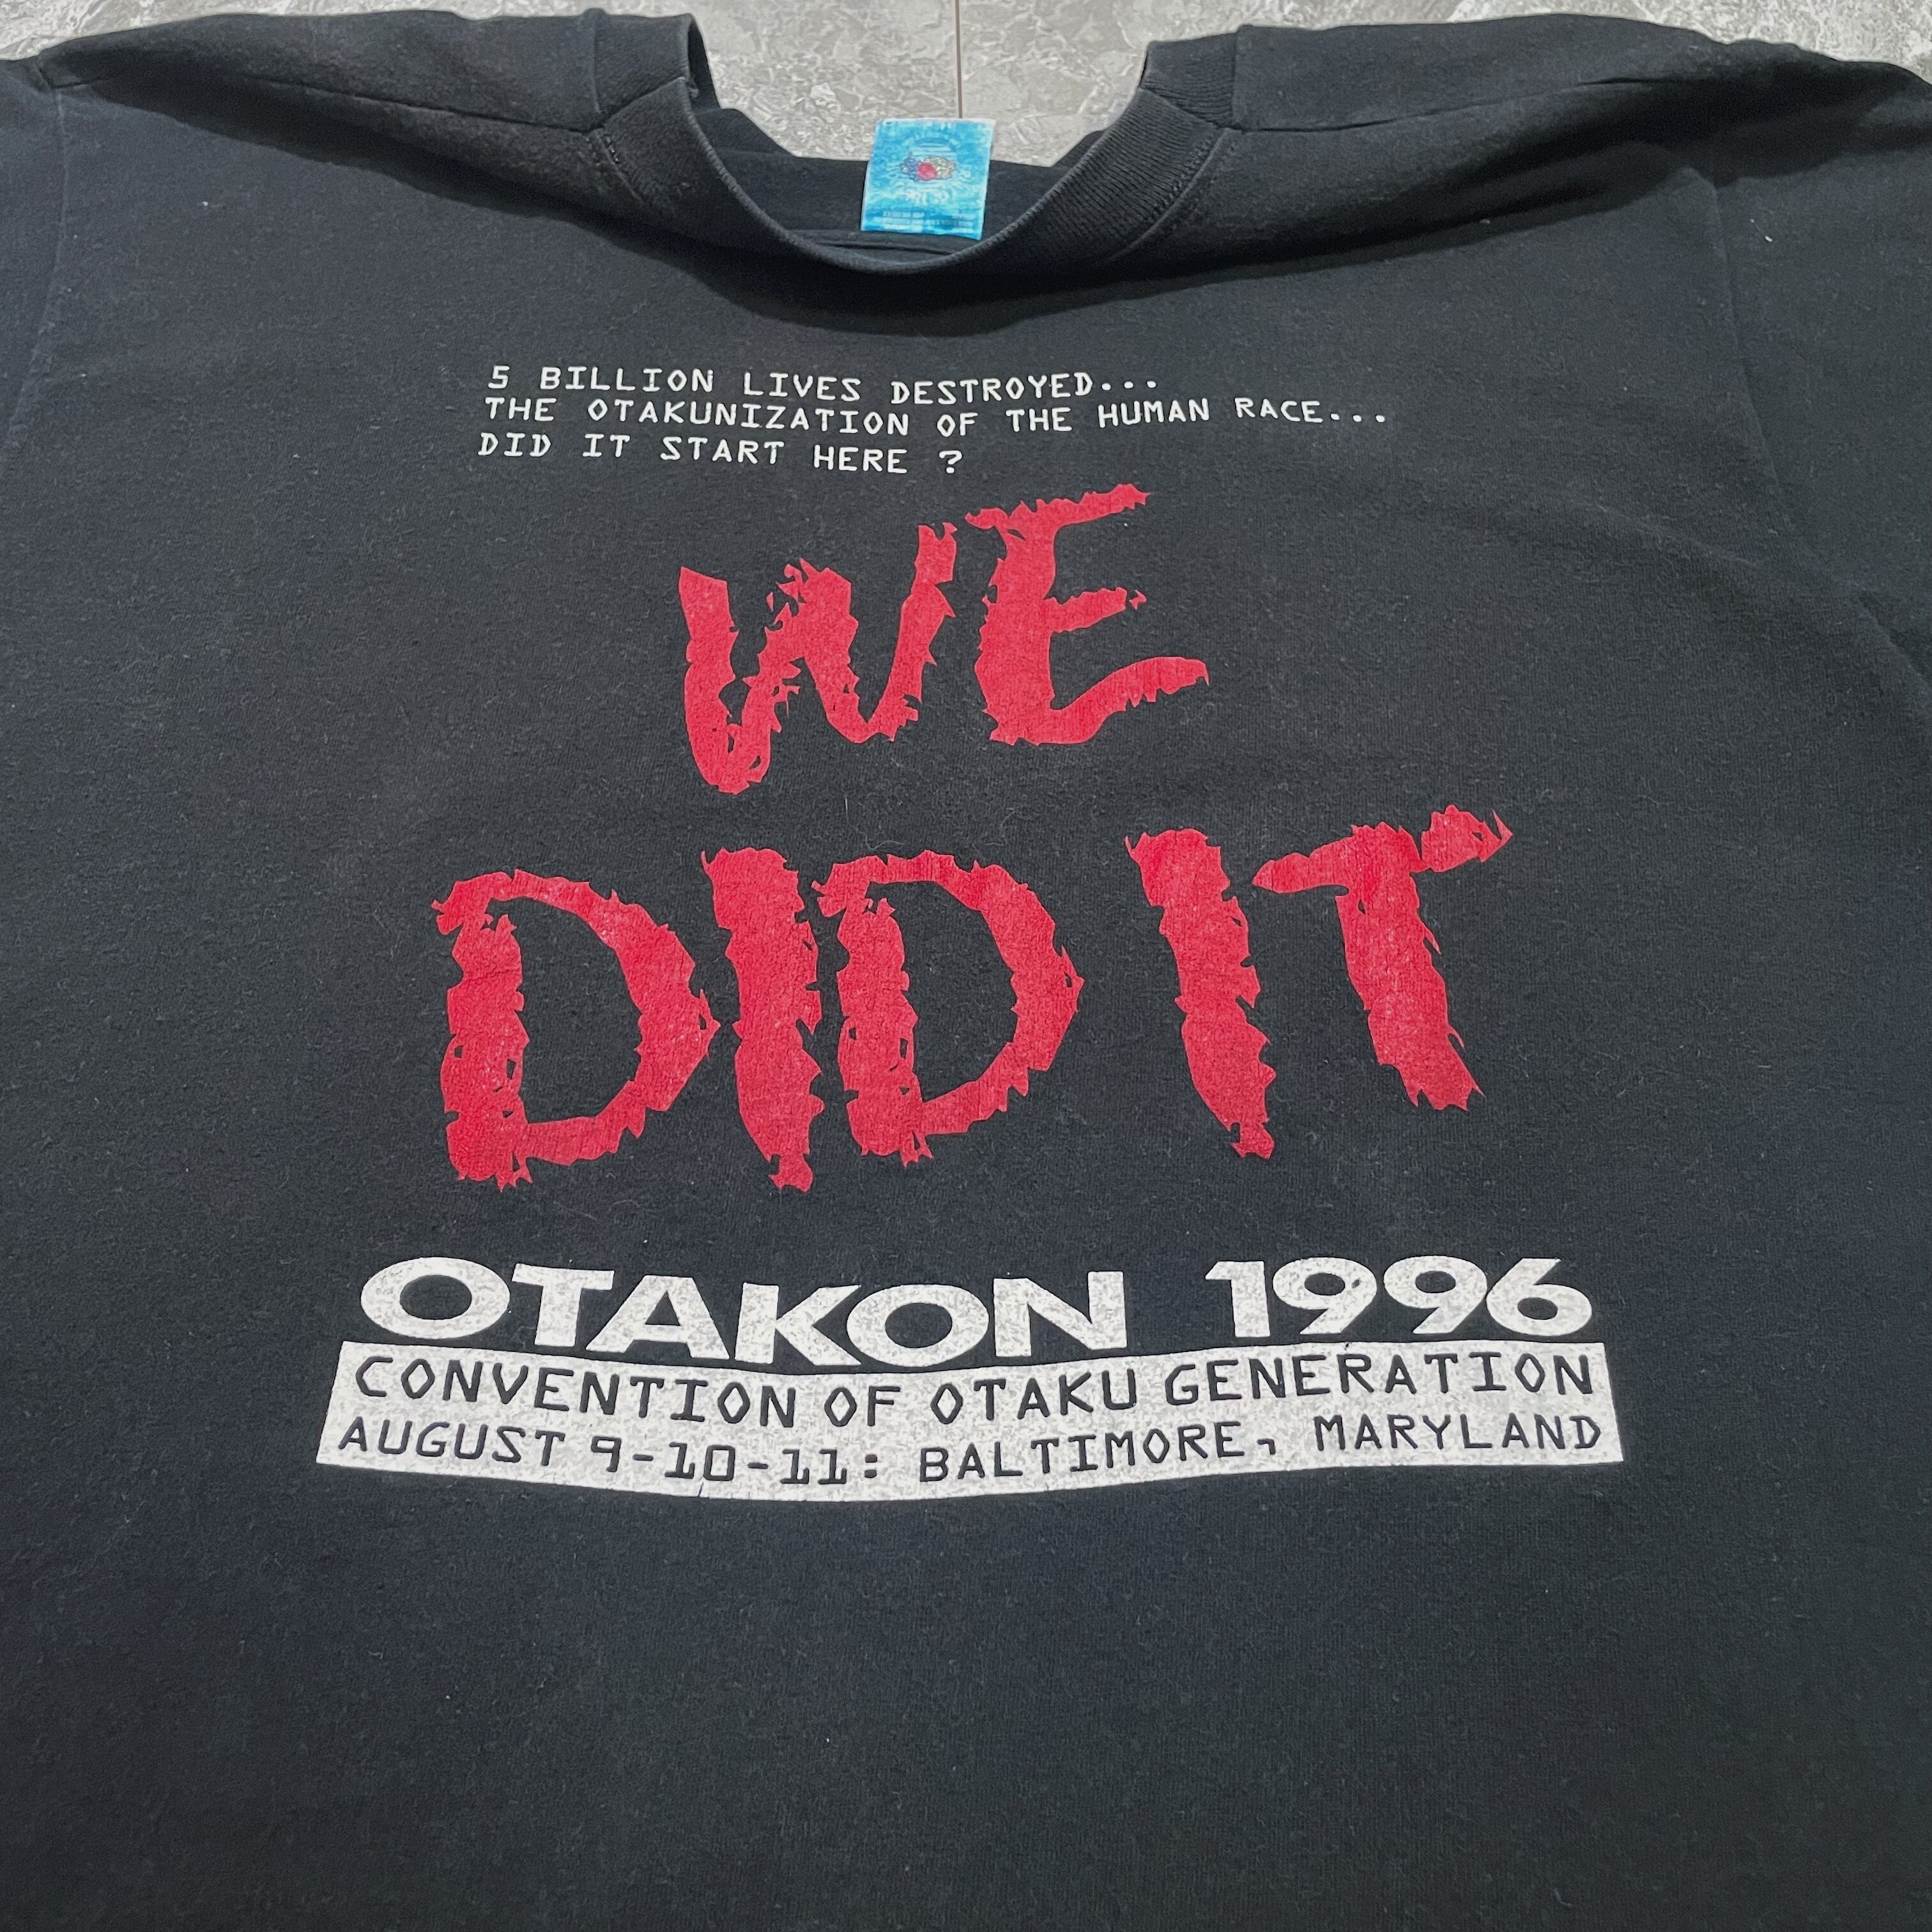 5 BILLION LIVES DESTROYED...
THE OTAKUNIZATION OF THE HUMAN RACE...
DID IT START HERE ?
WE
DID IT
OTAKON 1996
CONVENTION OF OTAKU GENERATION
AUGUST 9-10-11: BALTIMORE, MARYLAND